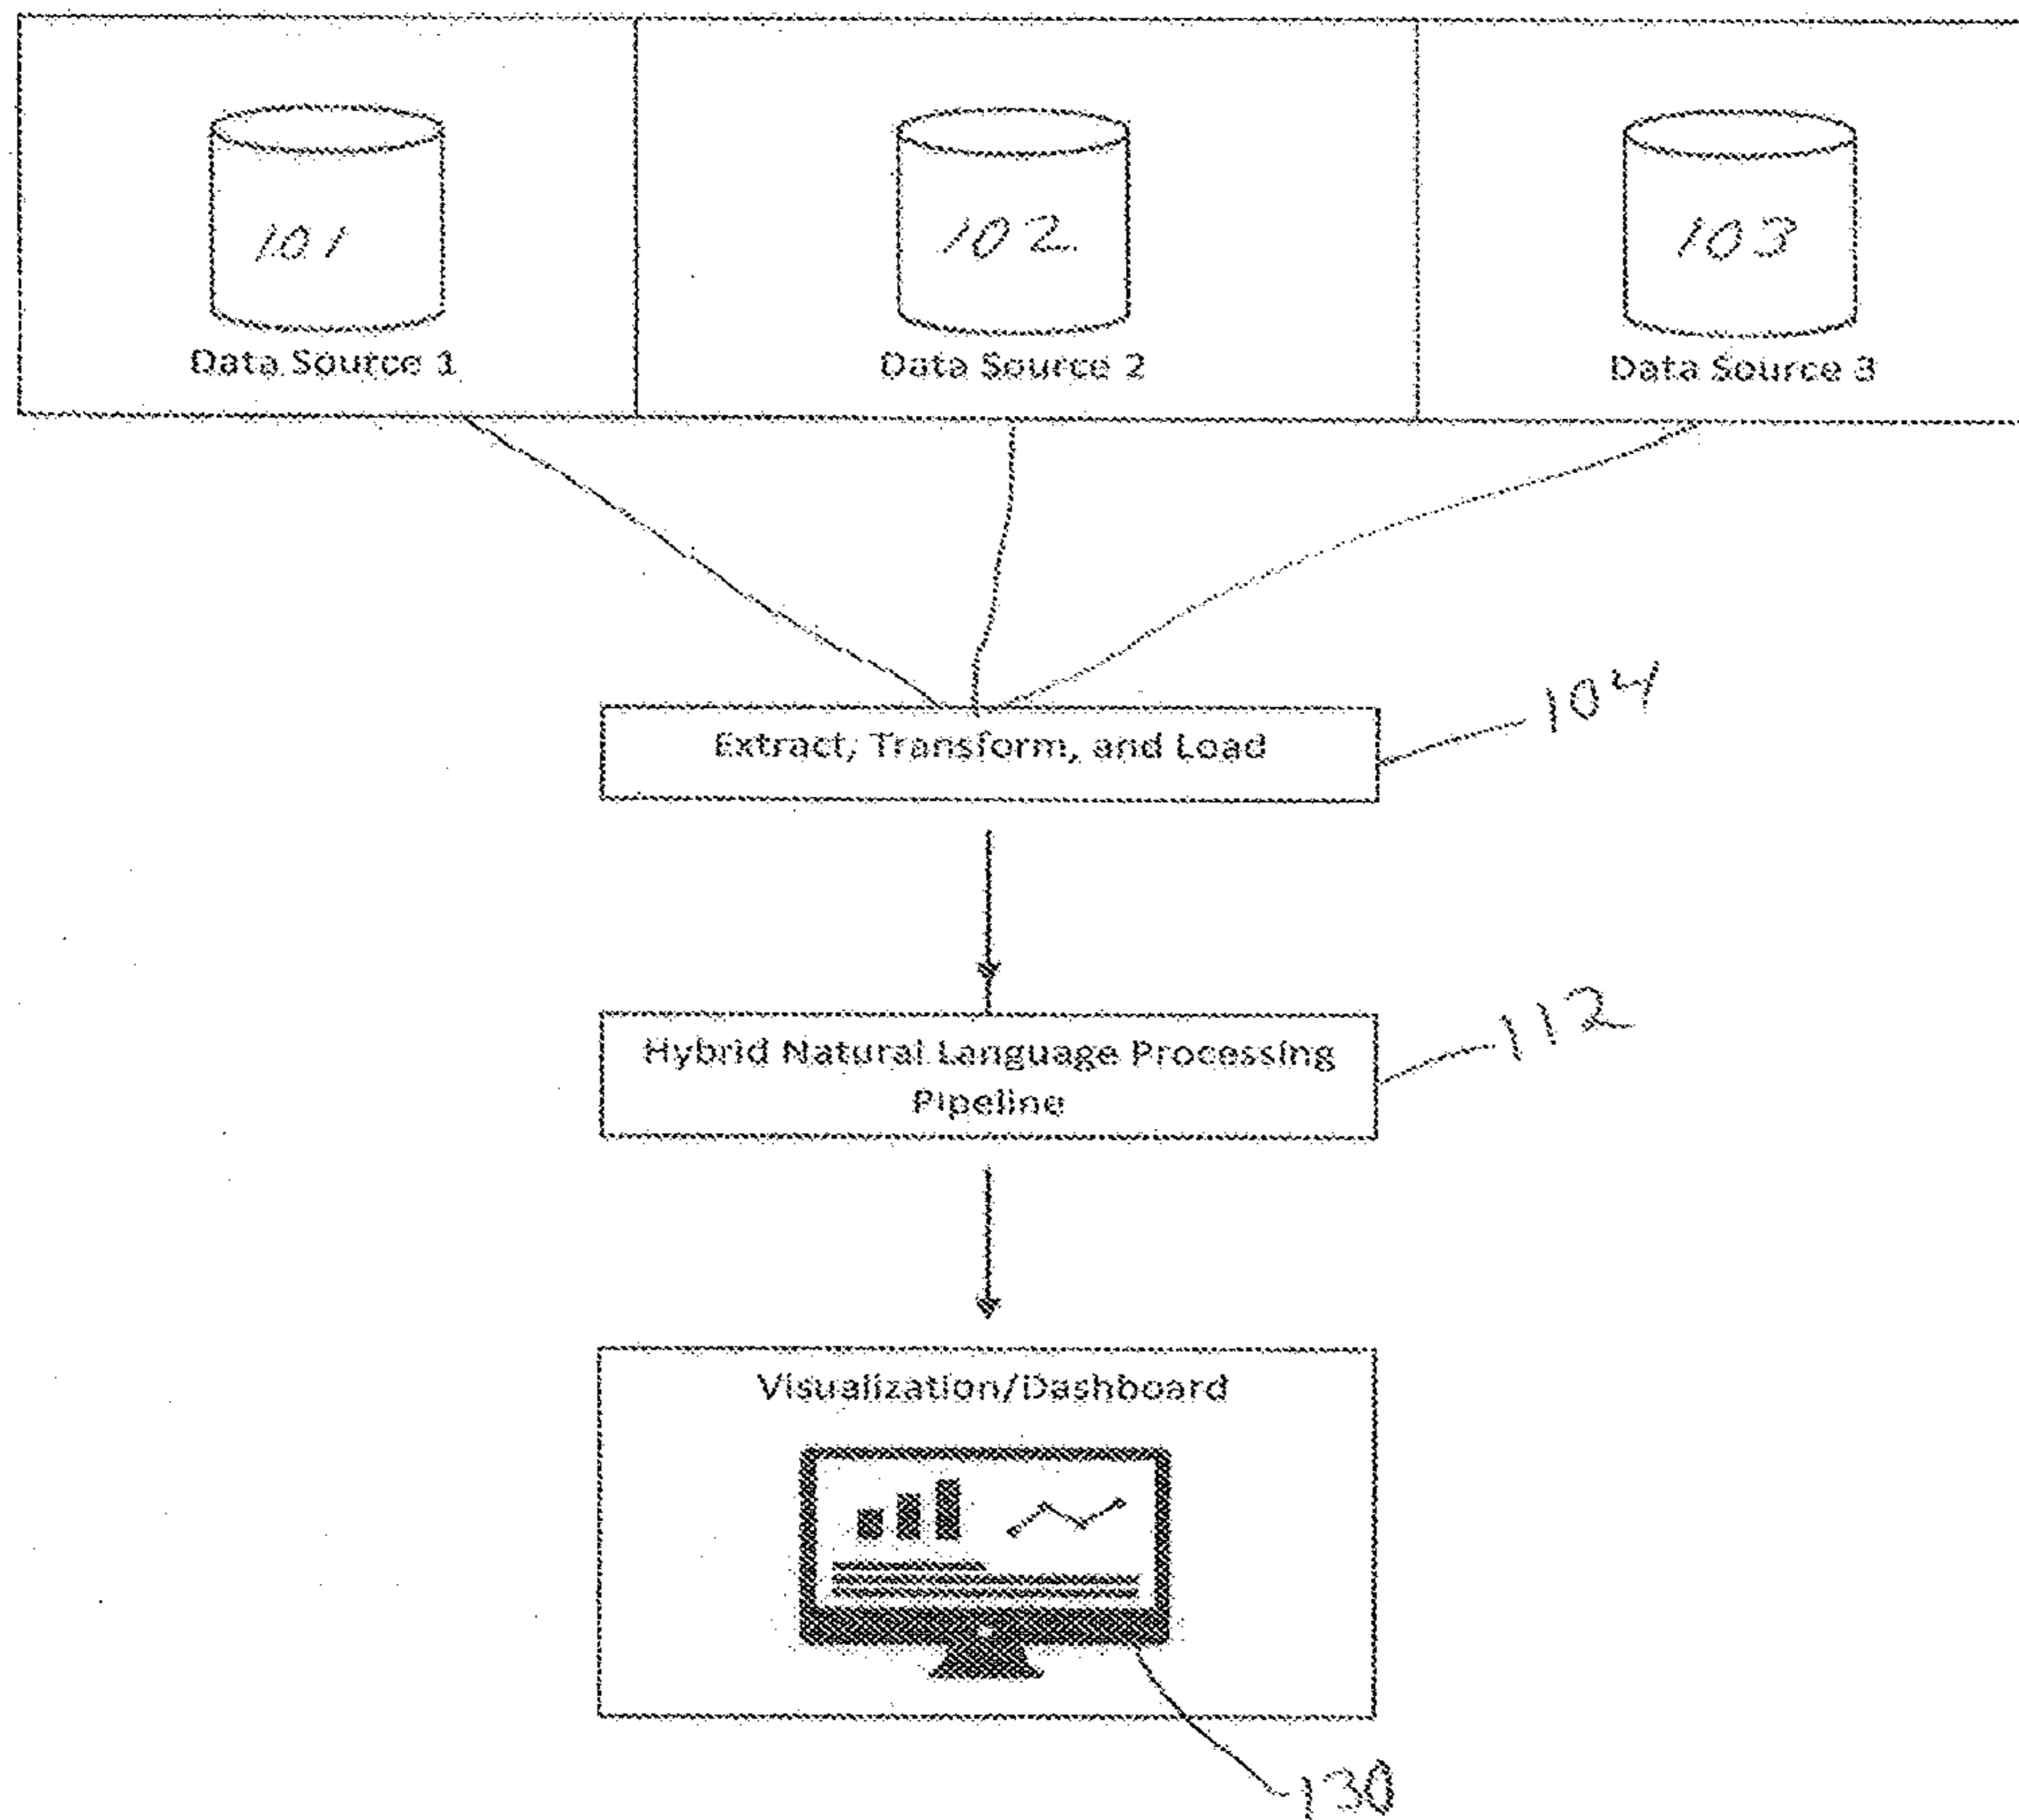 101
102
103
Data Source 1
Data Source 2
Data Source 3
Extract, Transform, and Load
104
Hybrid Natural Language Processing
Pipeline
112
Visualization/Dashboard
130